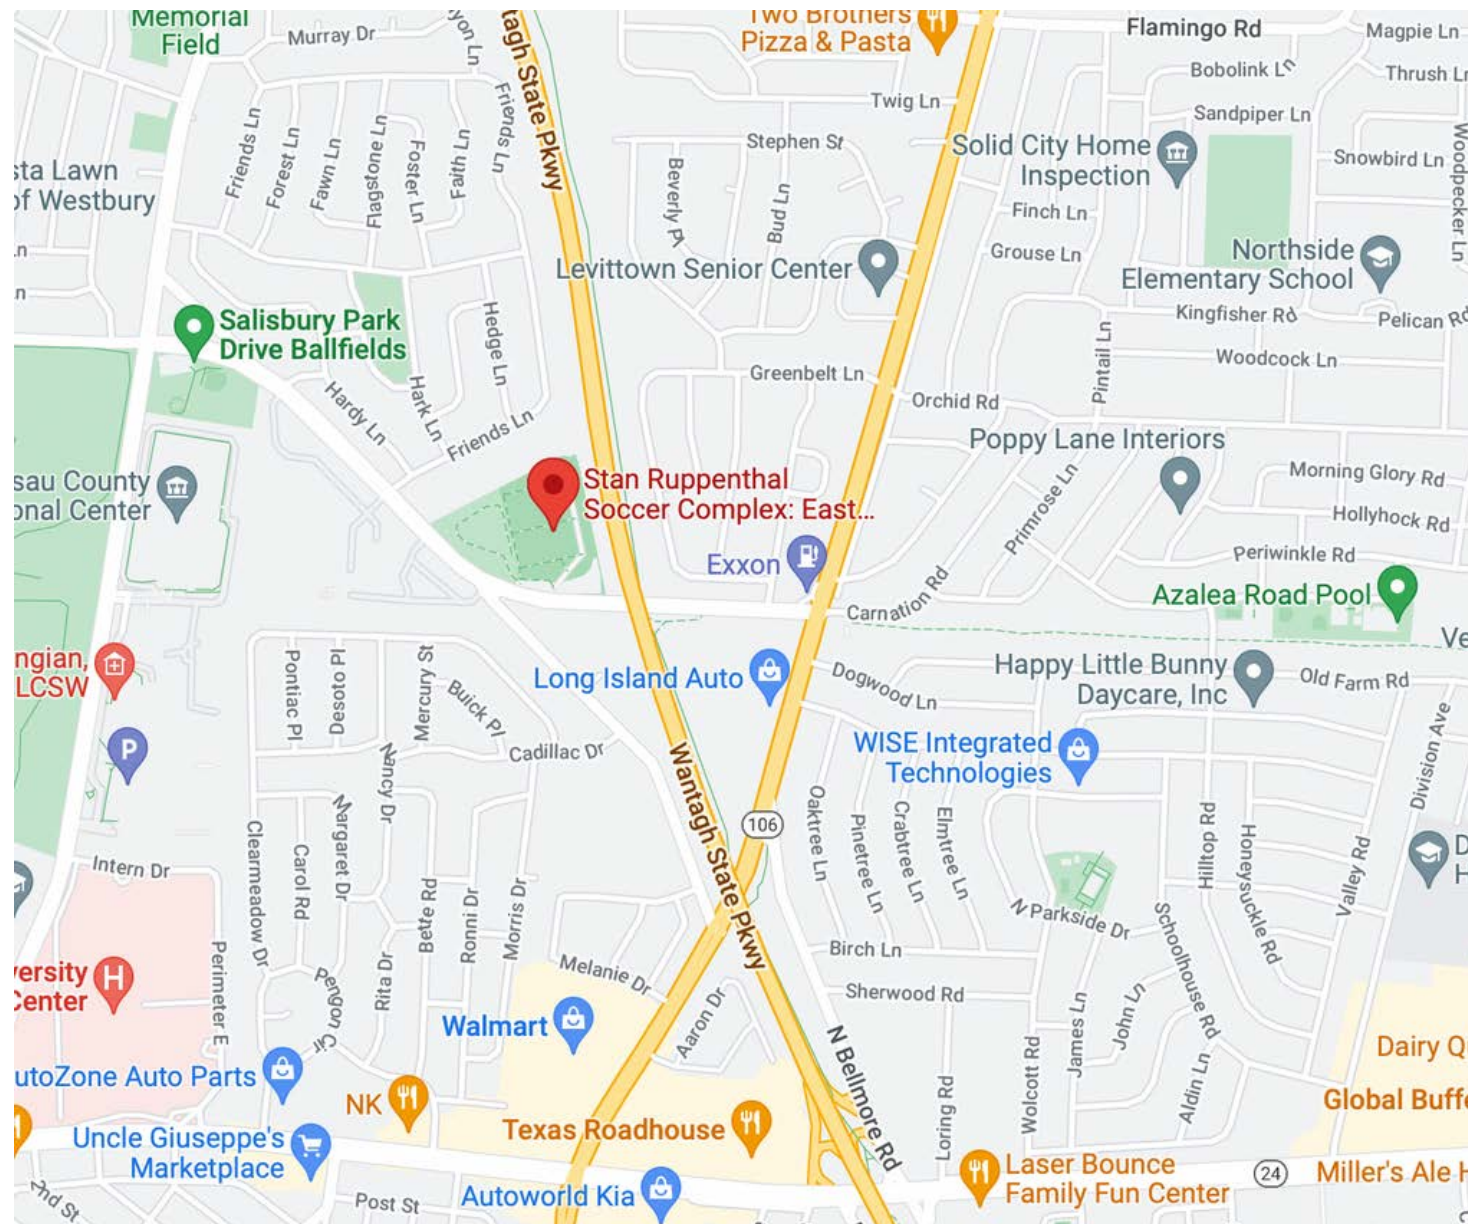 Memorial
Field
Murray Dr
yon Ln
tagh State Pkwy
Two Brothers
Pizza & Pasta
Flamingo Rd
Magpie Ln
Bobolink Ln
Thrush Ln
Twig Ln
Sandpiper Ln
Friends Ln
Friends Ln
Forest Ln
Fawn Ln
Flagstone Ln
Foster Ln
Faith Ln
Stephen St
Solid City Home
Inspection
Snowbird Ln
Woodpecker Ln
sta Lawn
of Westbury
Beverly Pl
Bud Ln
Finch Ln
Grouse Ln
Levittown Senior Center
Northside
Elementary School
.n
n
Kingfisher Rd
Pelican Rd
Salisbury Park
Drive Ballfields
Hedge Ln
Pintail Ln
Woodcock Ln
Greenbelt Ln
Orchid Rd
Hardy Ln
Hark Ln
Friends Ln
Poppy Lane Interiors
sau County
onal Center
Stan Ruppenthal
Soccer Complex: East...
Morning Glory Rd
Primrose Ln
Hollyhock Rd
Periwinkle Rd
Exxon
Carnation Rd
Azalea Road Pool
Ve
ngian,
LCSW
Pontiac Pl
Desoto Pl
Mercury St
Buick Pl
Long Island Auto
Dogwood Ln
Happy Little Bunny
Daycare, Inc
Old Farm Rd
P
Nancy Dr
Cadillac Dr
Wantagh State Pkwy
WISE Integrated
Technologies
Division Ave
106
Oaktree Ln
Pinetree Ln
Crabtree Ln
Elmtree Ln
Margaret Dr
Clearmeadow Dr
Carol Rd
Hilltop Rd
Honeysuckle Rd
Valley Rd
D
H
Intern Dr
Bette Rd
Ronni Dr
Morris Dr
N Parkside Dr
Schoolhouse Rd
Perimeter E
Birch Ln
versity
Center
H
Pengon Cir
Rita Dr
Melanie Dr
Sherwood Rd
Walmart
Aaron Dr
N Bellmore Rd
James Ln
John Ln
Dairy Q
utoZone Auto Parts
Wolcott Rd
Loring Rd
Aldin Ln
Global Buffe
NK
Texas Roadhouse
Uncle Giuseppe's
Marketplace
Laser Bounce
Family Fun Center
24
Miller's Ale H
2nd St
Post St
Autoworld Kia